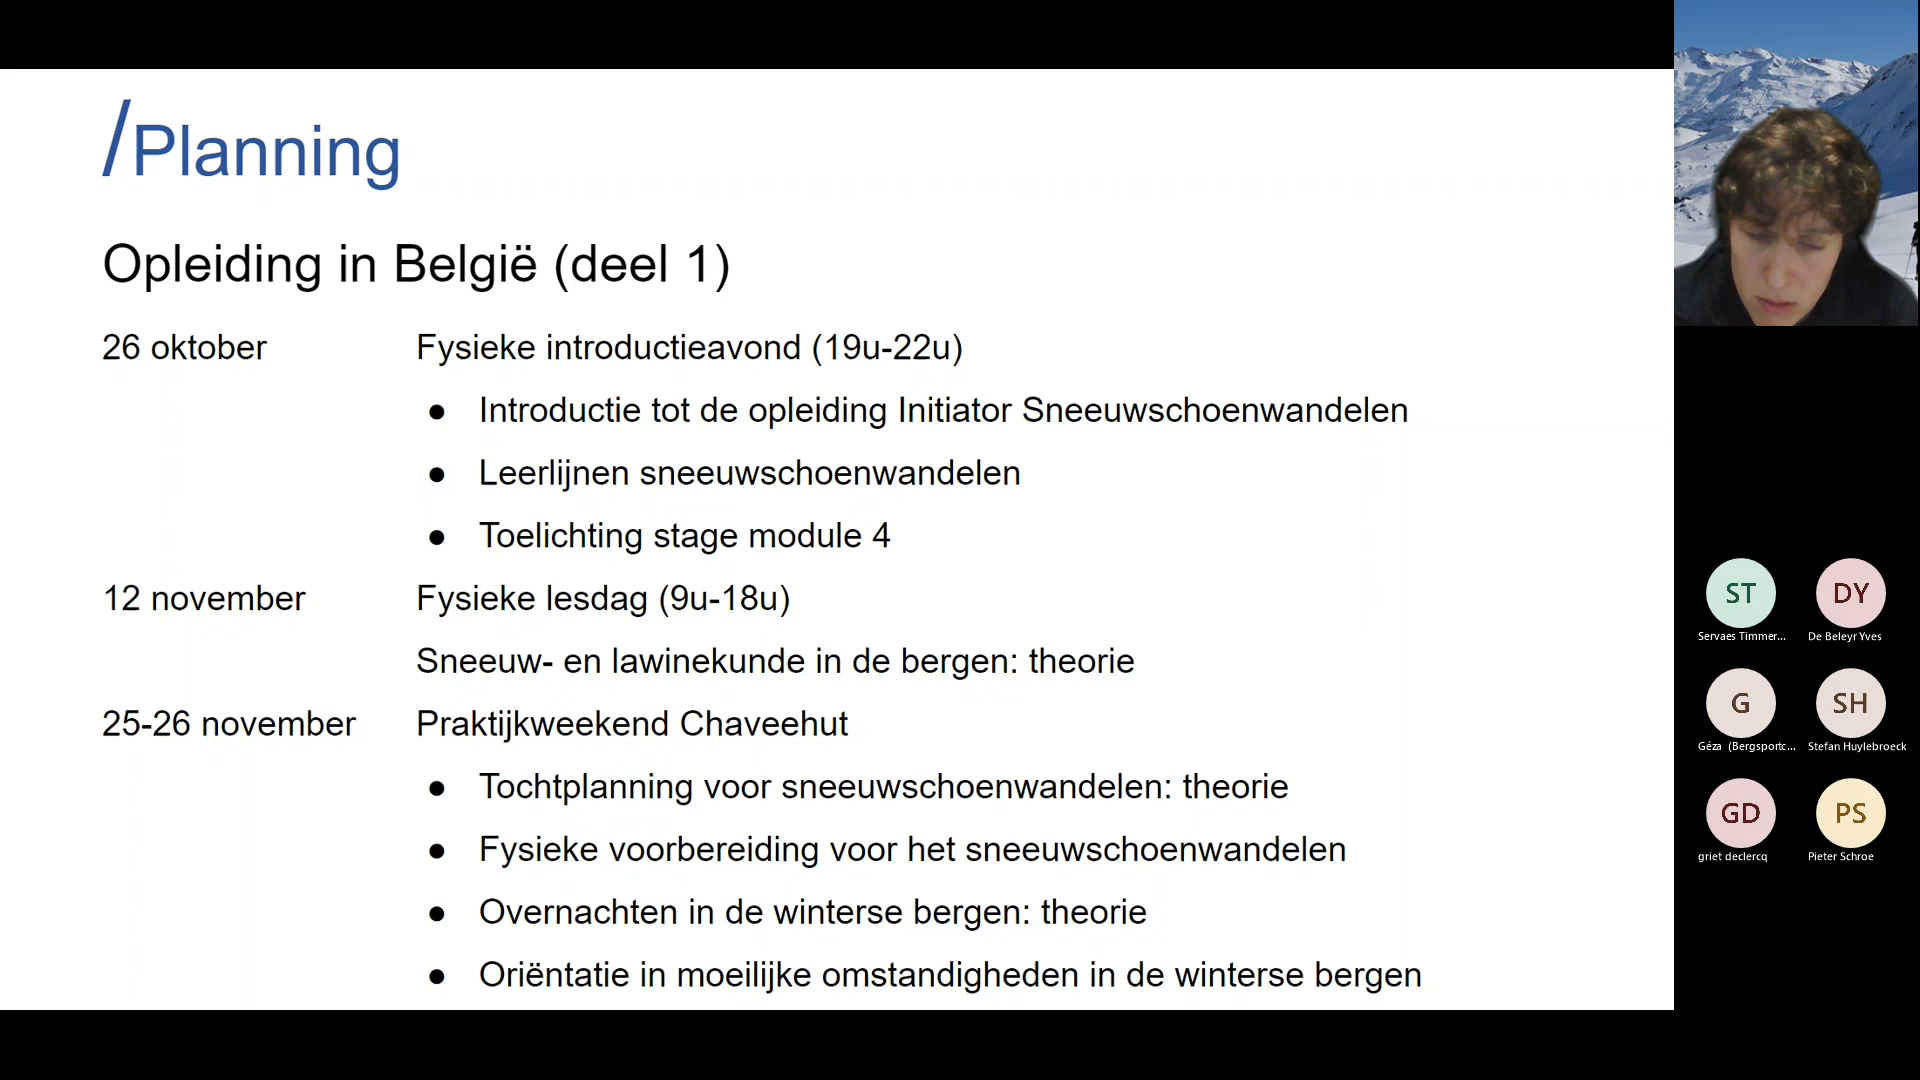 /Planning
Opleiding in België (deel 1)
26 oktober Fysieke introductieavond (19u-22u)
● Introductie tot de opleiding Initiator Sneeuwschoenwandelen
● Leerlijnen sneeuwschoenwandelen
● Toelichting stage module 4
12 november Fysieke lesdag (9u-18u)
Sneeuw- en lawinekunde in de bergen: theorie
25-26 november Praktijkweekend Chaveehut
● Tochtplanning voor sneeuwschoenwandelen: theorie
● Fysieke voorbereiding voor het sneeuwschoenwandelen
● Overnachten in de winterse bergen: theorie
● Oriëntatie in moeilijke omstandigheden in de winterse bergen
ST DY
Servaes Timmer... De Beleyr Yves
G SH
Géza (Bergsportc... Stefan Huylebroeck
GD PS
griet declercq Pieter Schroe